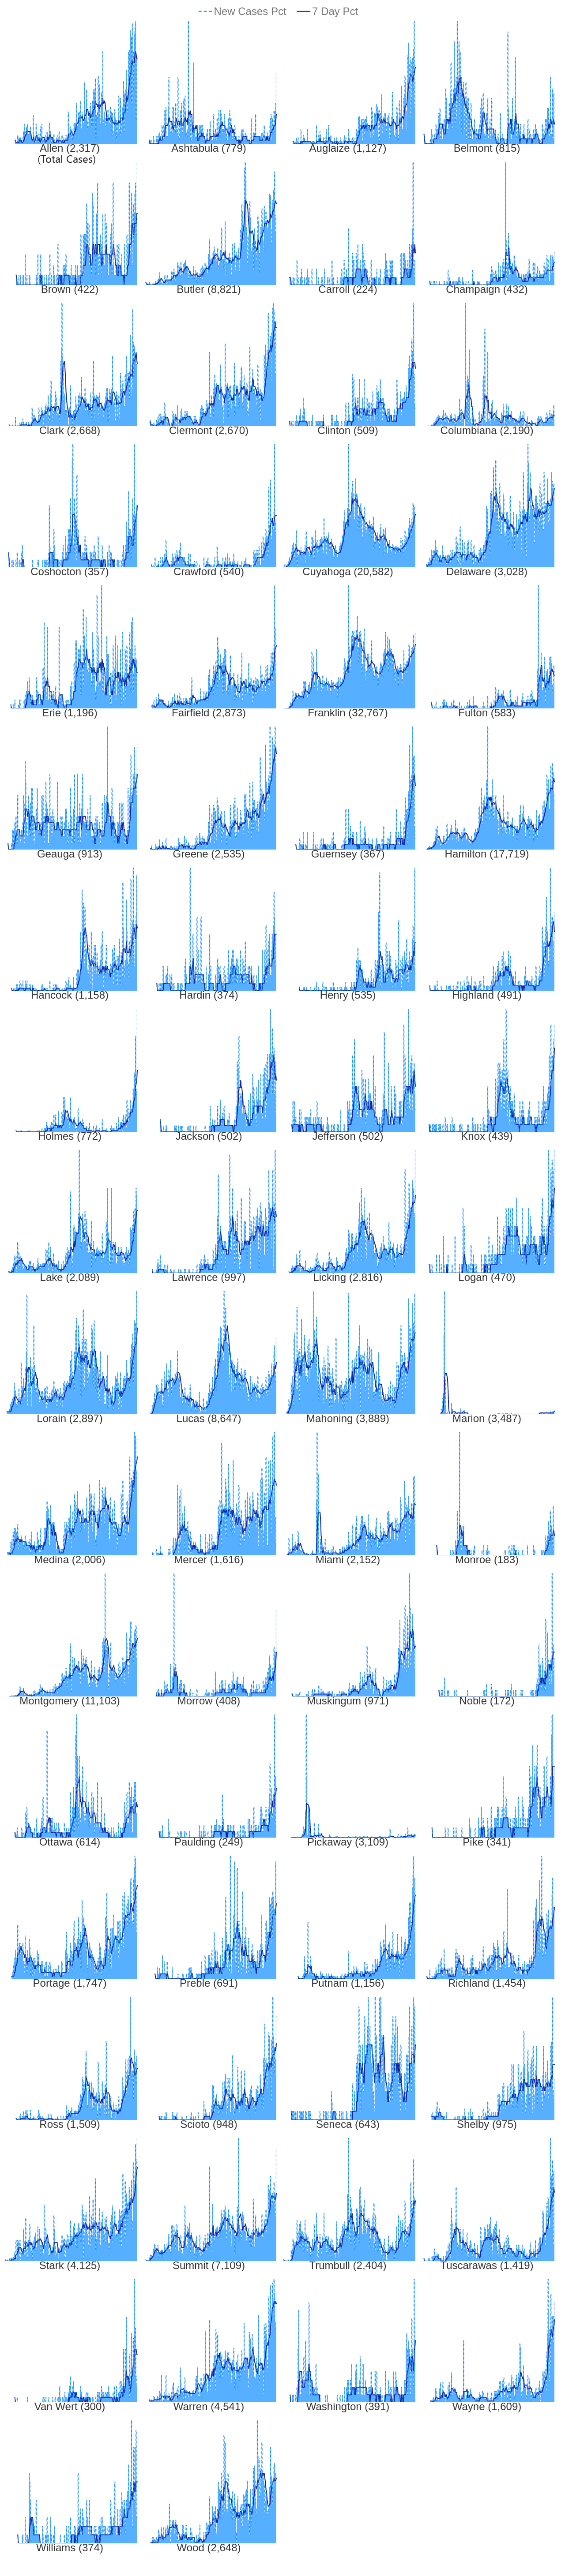 New Cases Pct 7 Day Pct
Allen (2,317) Ashtabula (779) Auglaize (1,127) Belmont (815)
(Total Cases)
Brown (422) Butler (8,821) Carroll (224) Champaign (432)
Clark (2,668) Clermont (2,670) Clinton (509) Columbiana (2,190)
Coshocton (357) Crawford (540) Cuyahoga (20,582) Delaware (3,028)
Erie (1,196) Fairfield (2,873) Franklin (32,767) Fulton (583)
Geauga (913) Greene (2,535) Guernsey (367) Hamilton (17,719)
Hancock (1,158) Hardin (374) Henry (535) Highland (491)
Holmes (772) Jackson (502) Jefferson (502) Knox (439)
Lake (2,089) Lawrence (997) Licking (2,816) Logan (470)
Lorain (2,897) Lucas (8,647) Mahoning (3,889) Marion (3,487)
Medina (2,006) Mercer (1,616) Miami (2,152) Monroe (183)
Montgomery (11,103) Morrow (408) Muskingum (971) Noble (172)
Ottawa (614) Paulding (249) Pickaway (3,109) Pike (341)
Portage (1,747) Preble (691) Putnam (1,156) Richland (1,454)
Ross (1,509) Scioto (948) Seneca (643) Shelby (975)
Stark (4,125) Summit (7,109) Trumbull (2,404) Tuscarawas (1,419)
Van Wert (300) Warren (4,541) Washington (391) Wayne (1,609)
Williams (374) Wood (2,648)